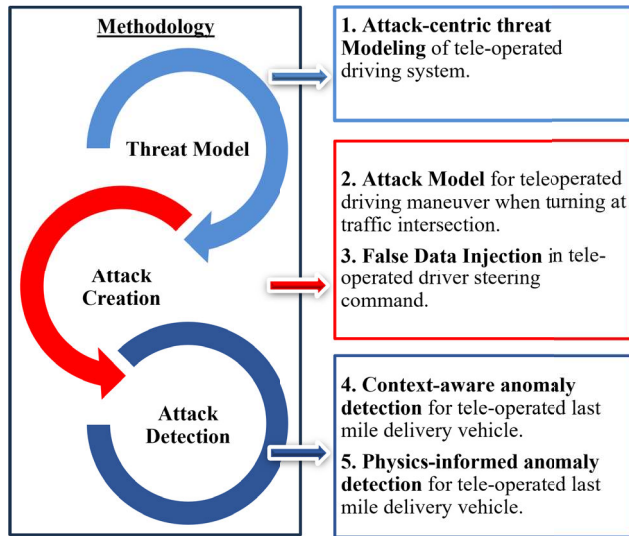 Methodology
Threat Model
Attack
Creation
Attack
Detection
1. Attack-centric threat
Modeling of tele-operated
driving system.
2. Attack Model for teleoperated
driving maneuver when turning at
traffic intersection.
3. False Data Injection in tele-
operated driver steering
command.
4. Context-aware anomaly
detection for tele-operated last
mile delivery vehicle.
5. Physics-informed anomaly
detection for tele-operated last
mile delivery vehicle.